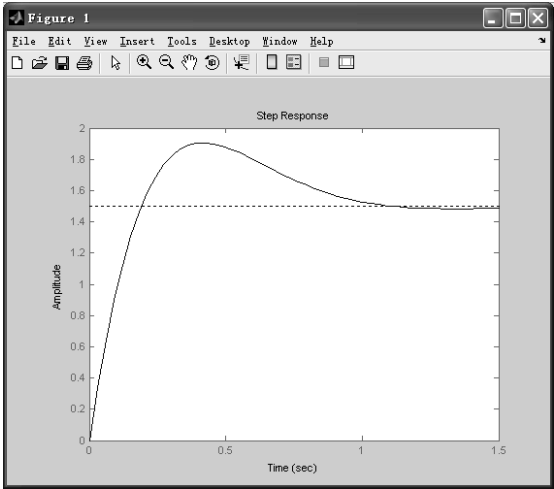 Figure 1
File Edit View Insert Tools Desktop Window Help
Step Response
2
1.8
1.6
1.4
1.2
1
0.8
0.6
0.4
0.2
0
Amplitude
0 0.5 1 1.5
Time (sec)